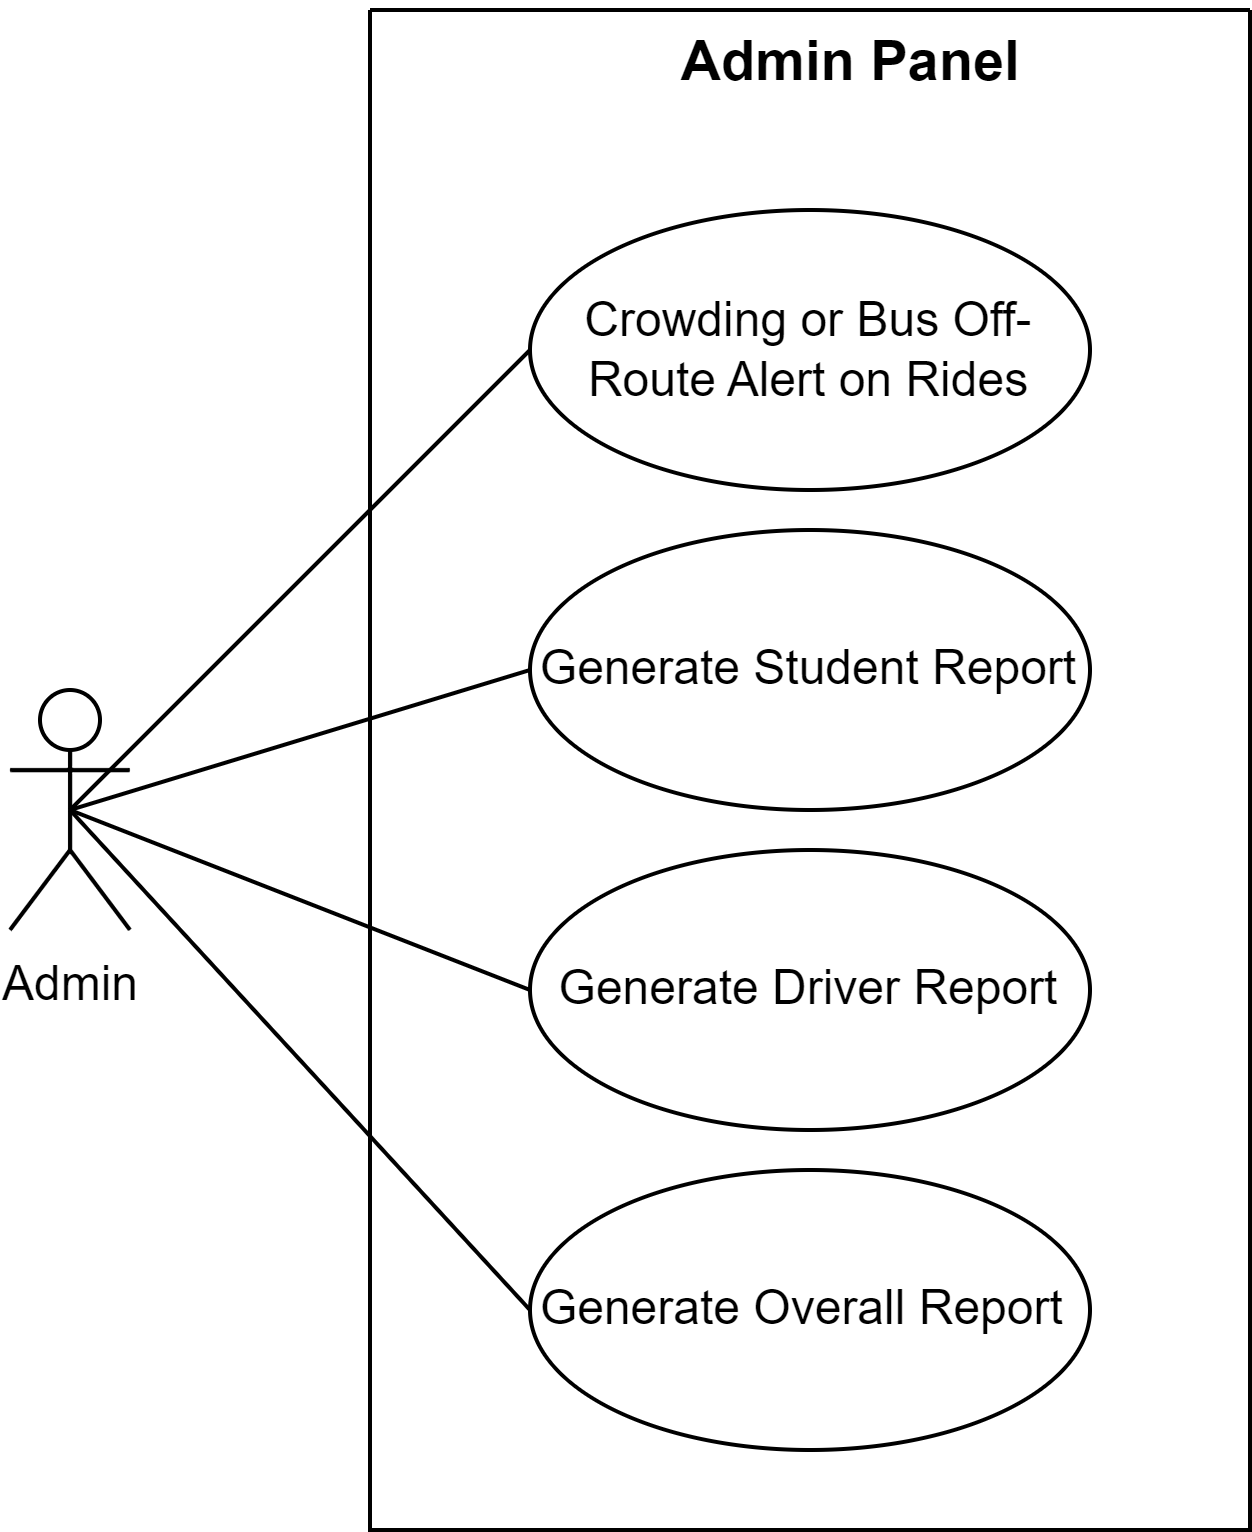 Admin Panel
Crowding or Bus Off-
Route Alert on Rides
Generate Student Report
Generate Driver Report
Admin
Generate Overall Report